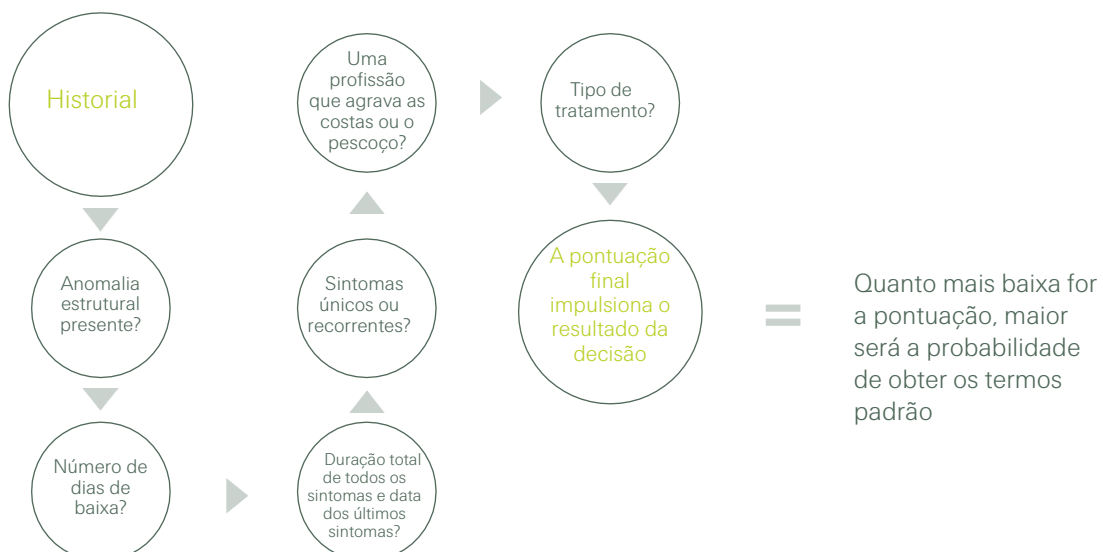 Historial
Anomalia
estrutural
presente?
Número de
dias de
baixa?
Duração total
de todos os
sintomas e data
dos últimos
sintomas?
Sintomas
únicos ou
recorrentes?
Uma
profissão
que agrava as
costas ou o
pescoço?
Tipo de
tratamento?
A pontuação
final
impulsiona o
resultado da
decisão
=
Quanto mais baixa for
a pontuação, maior
será a probabilidade
de obter os termos
padrão